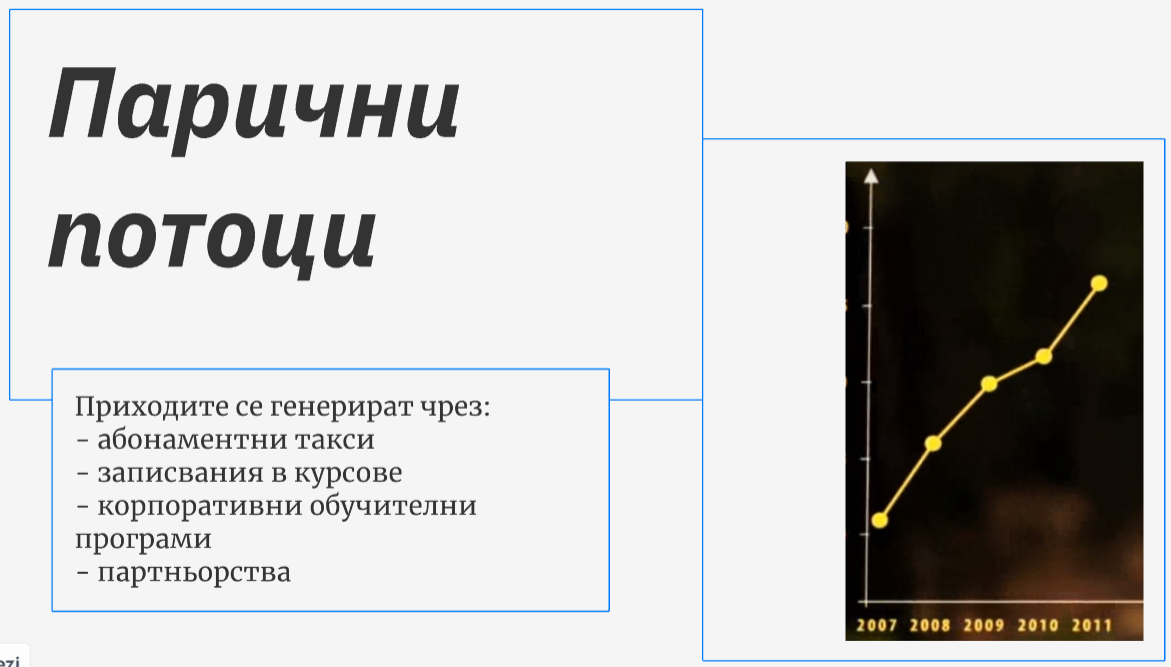 Парични
потоци
Приходите се генерират чрез:
- абонаментни такси
- записвания в курсове
- корпоративни обучителни
програми
- партньорства
2007 2008 2009 2010 2011